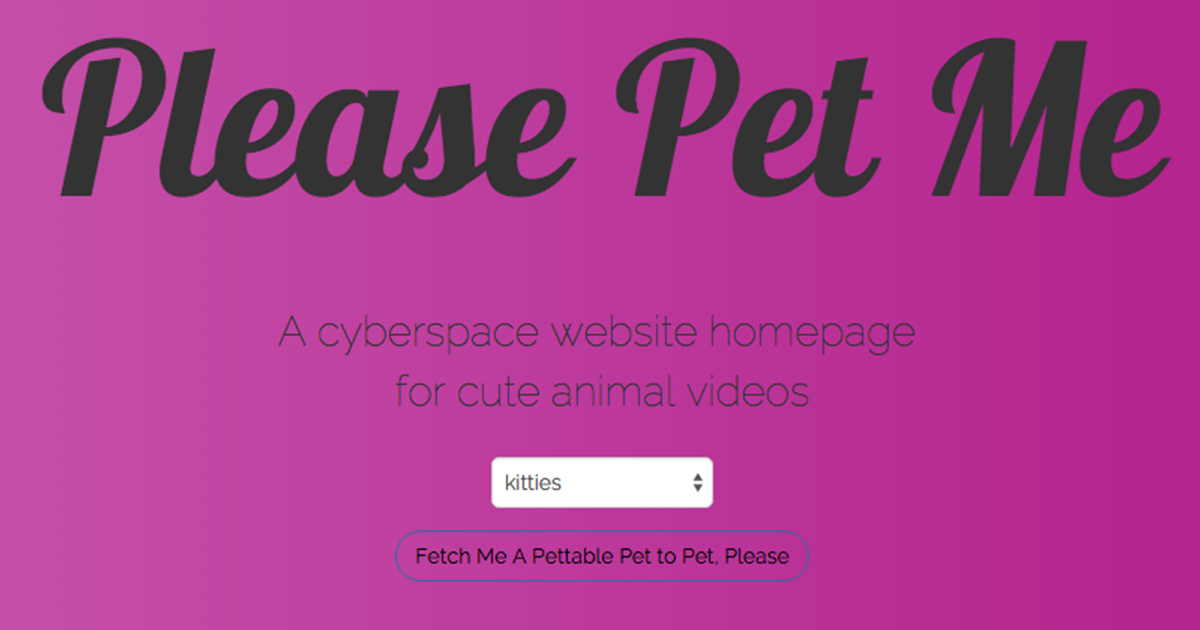 Please Pet Me
A cyberspace website homepage
for cute animal videos
kitties
Fetch Me A Pettable Pet to Pet, Please